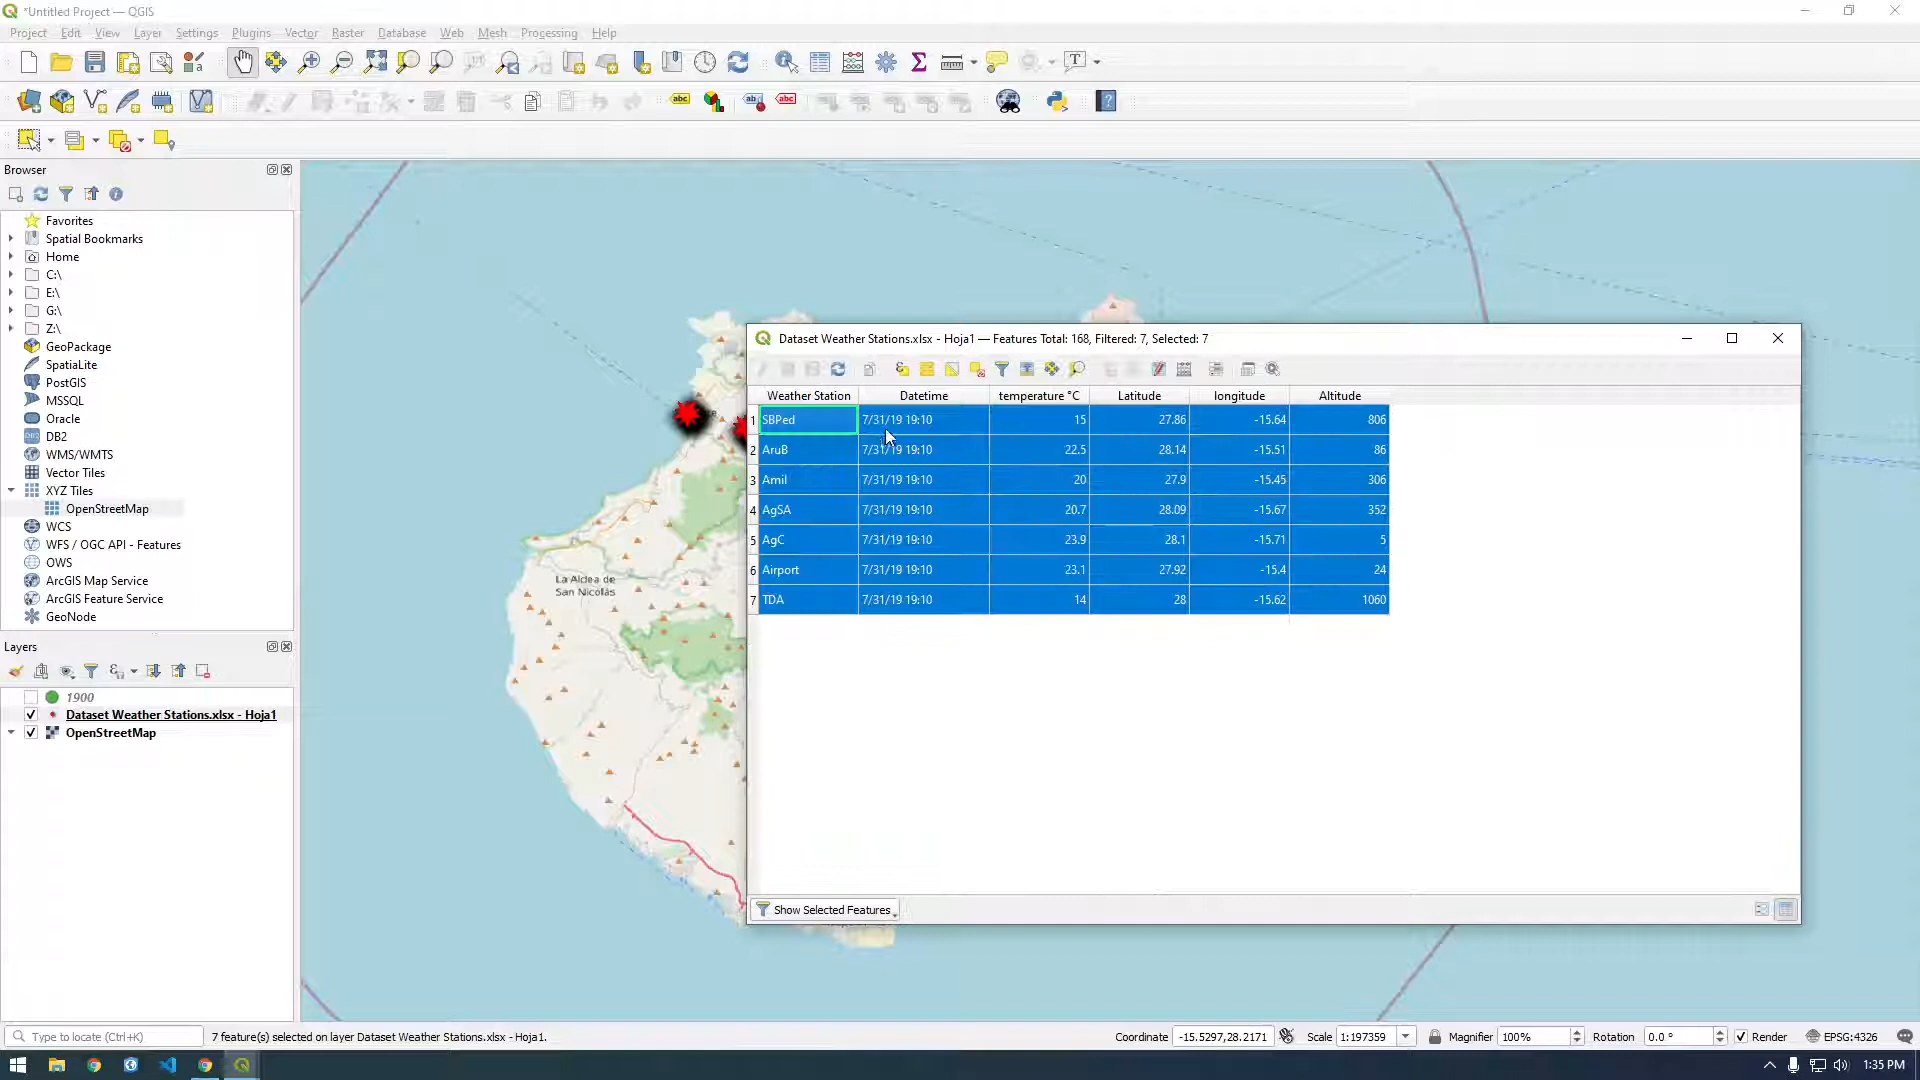 *Untitled Project — QGIS
Project Edit View Layer Settings Plugins Vector Raster Database Web Mesh Processing Help
Browser
Favorites
Spatial Bookmarks
Home
C:\
E:\
G:\
Z:\
GeoPackage
SpatiaLite
PostGIS
MSSQL
Oracle
DB2
WMS/WMTS
Vector Tiles
XYZ Tiles
OpenStreetMap
WCS
WFS / OGC API - Features
OWS
ArcGIS Map Service
ArcGIS Feature Service
GeoNode
Layers
1900
Dataset Weather Stations.xlsx - Hoja1
OpenStreetMap
La Aldea de
San Nicolás
Dataset Weather Stations.xlsx - Hoja1 — Features Total: 168, Filtered: 7, Selected: 7
Weather Station Datetime temperature °C Latitude longitude Altitude
1 SBPed 7/31/19 19:10 15 27.86 -15.64 806
2 AruB 7/31/19 19:10 22.5 28.14 -15.51 86
3 Amil 7/31/19 19:10 20 27.9 -15.45 306
4 AgSA 7/31/19 19:10 20.7 28.09 -15.67 352
5 AgC 7/31/19 19:10 23.9 28.1 -15.71 5
6 Airport 7/31/19 19:10 23.1 27.92 -15.4 24
7 TDA 7/31/19 19:10 14 28 -15.62 1060
Show Selected Features
Type to locate (Ctrl+K) 7 feature(s) selected on layer Dataset Weather Stations.xlsx - Hoja1. Coordinate -15.5297,28.2171 Scale 1:197359 Magnifier 100% Rotation 0.0 ° Render EPSG:4326
1:35 PM